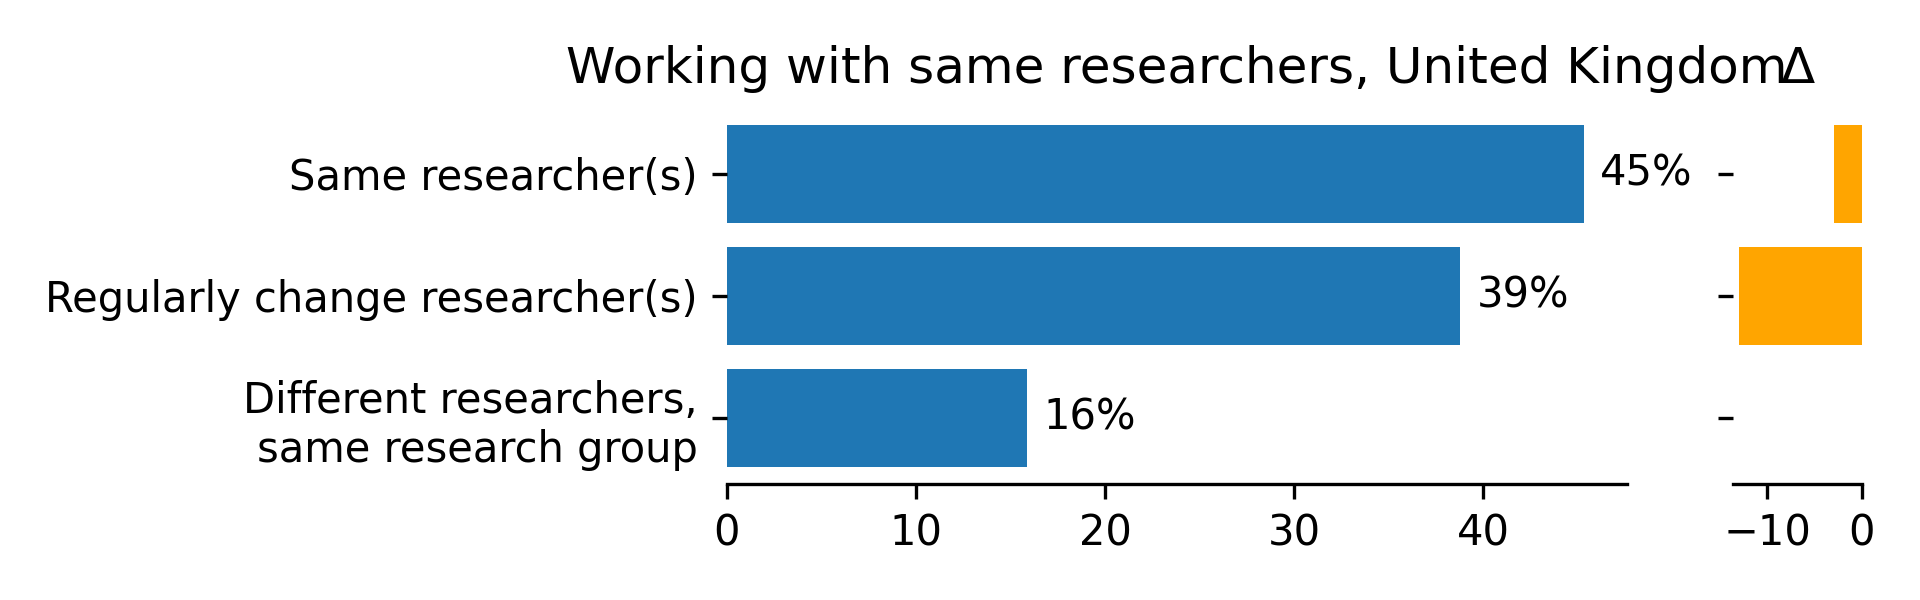 Working with same researchers, United Kingdom
Δ
Same researcher(s)
45%
Regularly change researcher(s)
39%
Different researchers,
same research group
16%
0 10 20 30 40
−10 0